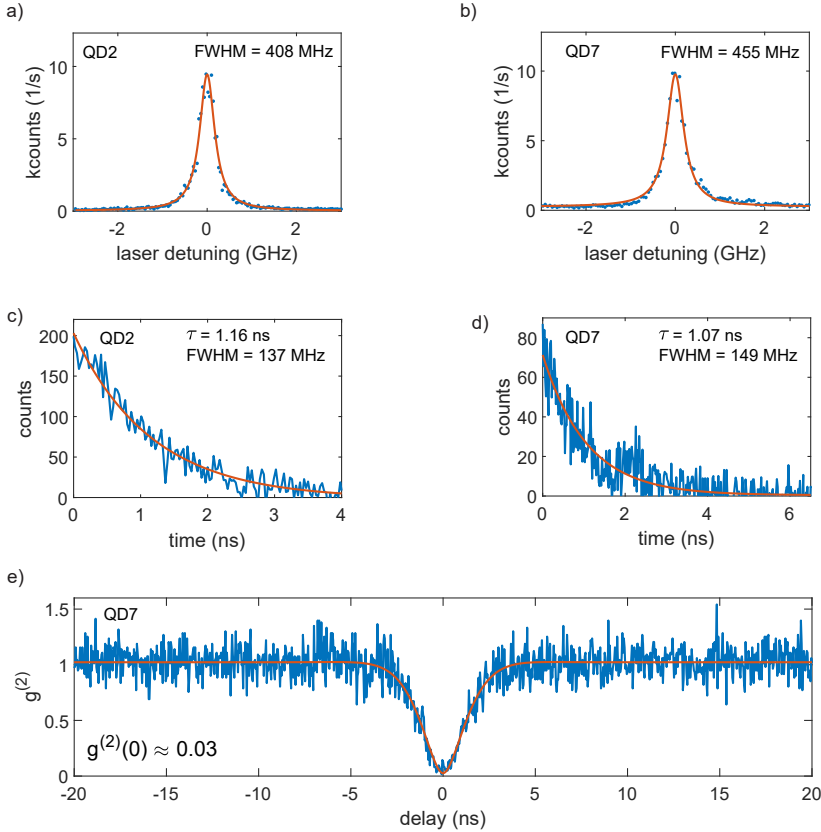 a)
QD2
FWHM = 408 MHz
10
5
0
kcounts (1/s)
-2
0
2
laser detuning (GHz)
b)
QD7
FWHM = 455 MHz
10
5
0
kcounts (1/s)
-2
0
2
laser detuning (GHz)
c)
QD2
τ = 1.16 ns
FWHM = 137 MHz
200
150
100
50
0
counts
0
1
2
3
4
time (ns)
d)
QD7
τ = 1.07 ns
FWHM = 149 MHz
80
60
40
20
0
counts
0
2
4
6
time (ns)
e)
QD7
1.5
1
0.5
0
g(2)
g(2)(0) ≈ 0.03
-20
-15
-10
-5
0
5
10
15
20
delay (ns)